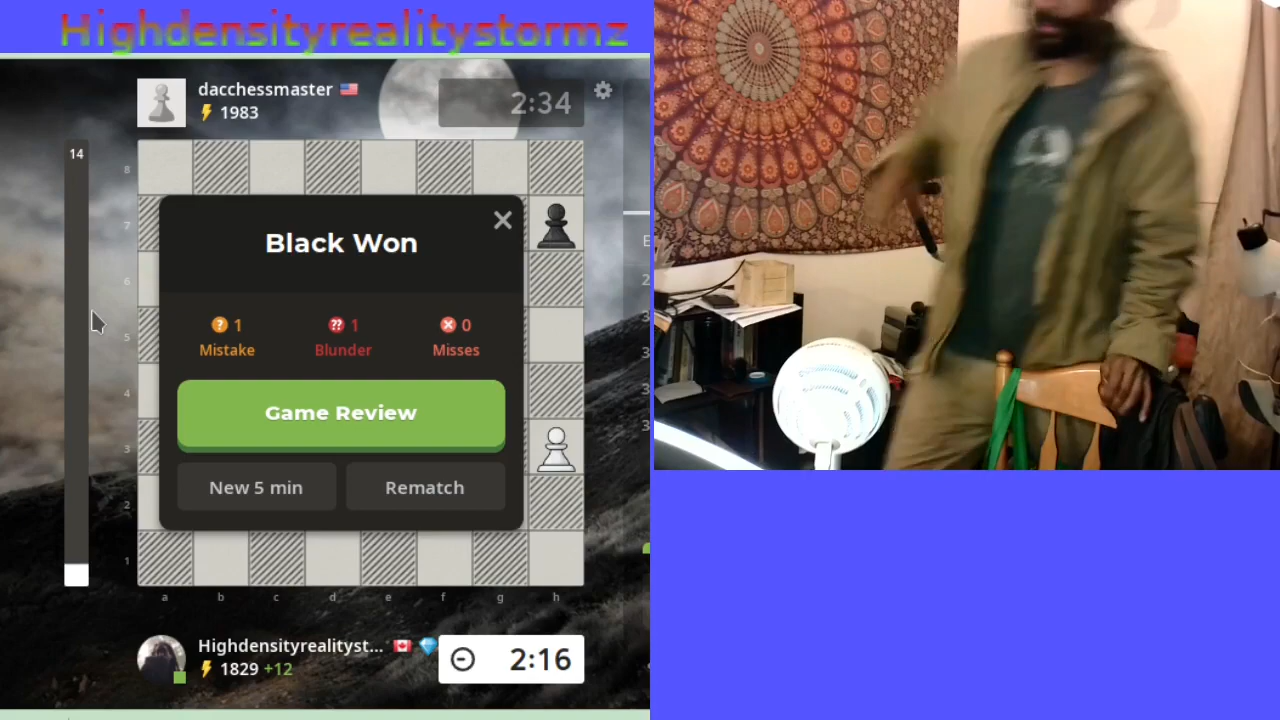 Highdensityrealitystormz
dacchessmaster
1983
2:34
14
8
7
6
5
4
3
2
1
Black Won
1
Mistake
1
Blunder
0
Misses
Game Review
New 5 min
Rematch
a b c d e f g h
Highdensityrealityst...
1829 +12
2:16